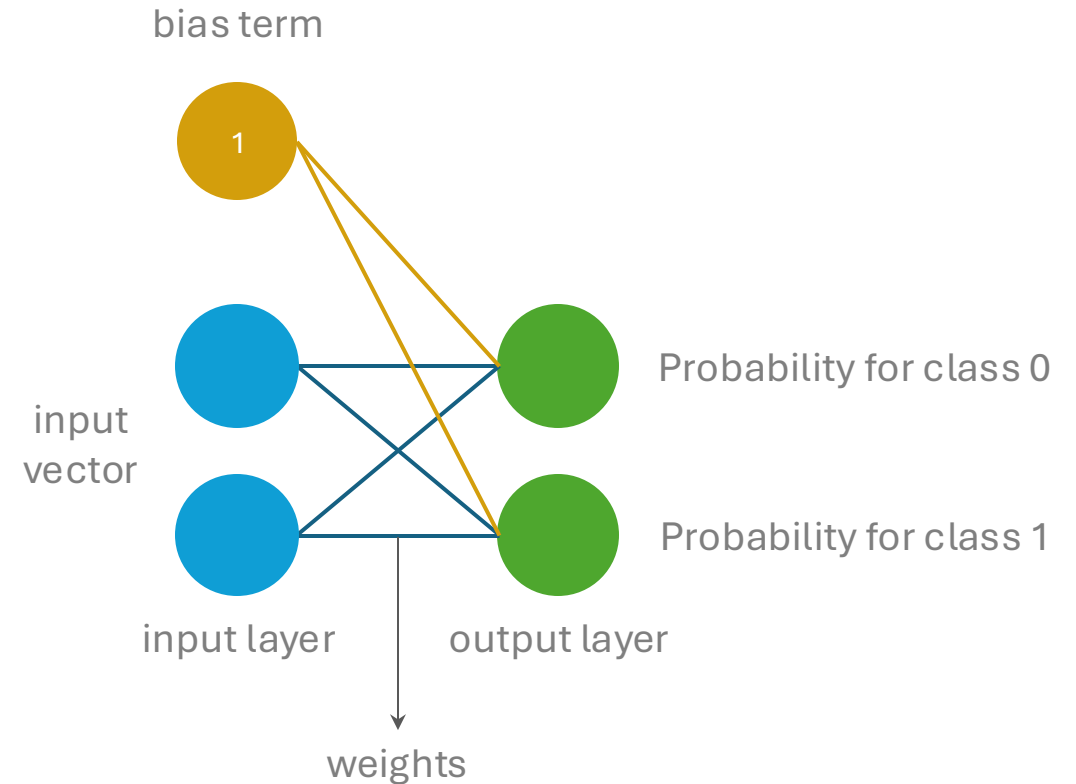 bias term
1
Probability for class 0
input
vector
Probability for class 1
input layer
output layer
weights